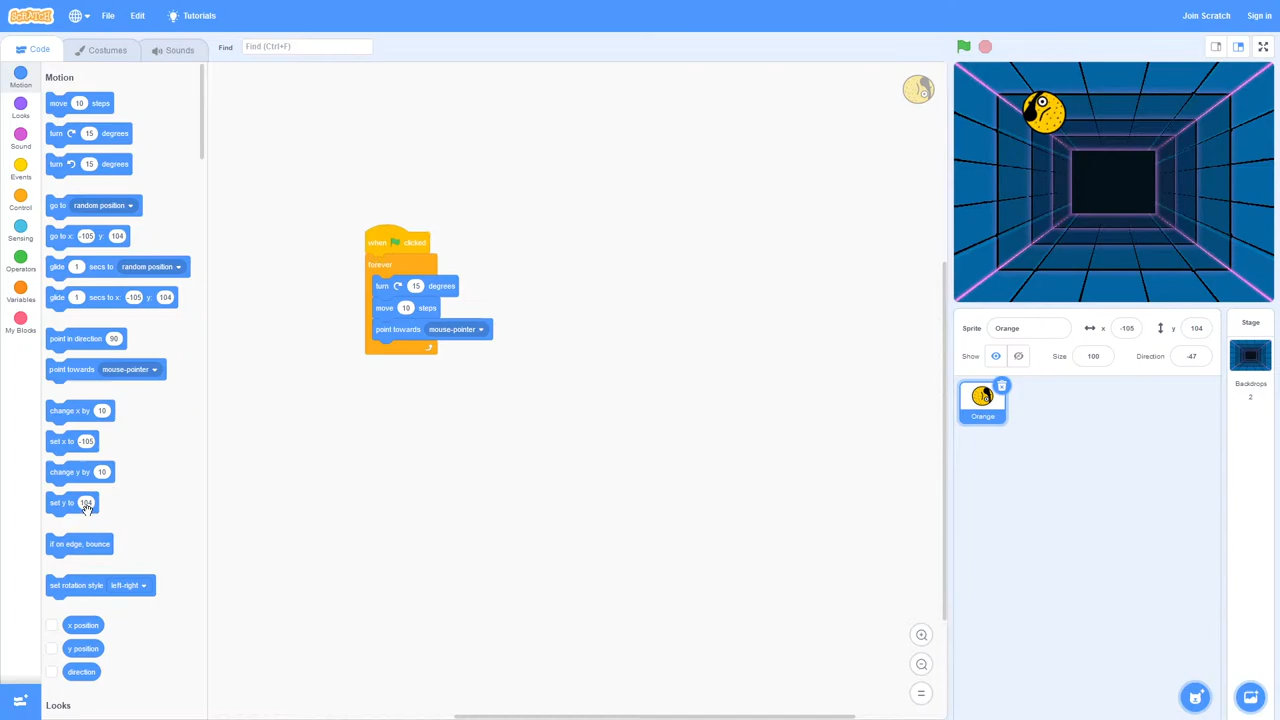 SCRATCH File Edit Tutorials Join Scratch Sign in
Code Costumes Sounds Find Find (Ctrl+F)
Motion
Looks
Sound
Events
Control
Sensing
Operators
Variables
My Blocks
Motion
move 10 steps
turn 15 degrees
turn 15 degrees
go to random position
go to x: -105 y: 104
glide 1 secs to random position
glide 1 secs to x: -105 y: 104
point in direction 90
point towards mouse-pointer
change x by 10
set x to -105
change y by 10
set y to 104
if on edge, bounce
set rotation style left-right
x position
y position
direction
Looks
when clicked
forever
turn 15 degrees
move 10 steps
point towards mouse-pointer
Sprite Orange x -105 y 104
Show Size 100 Direction -47
Orange
Stage
Backdrops
2